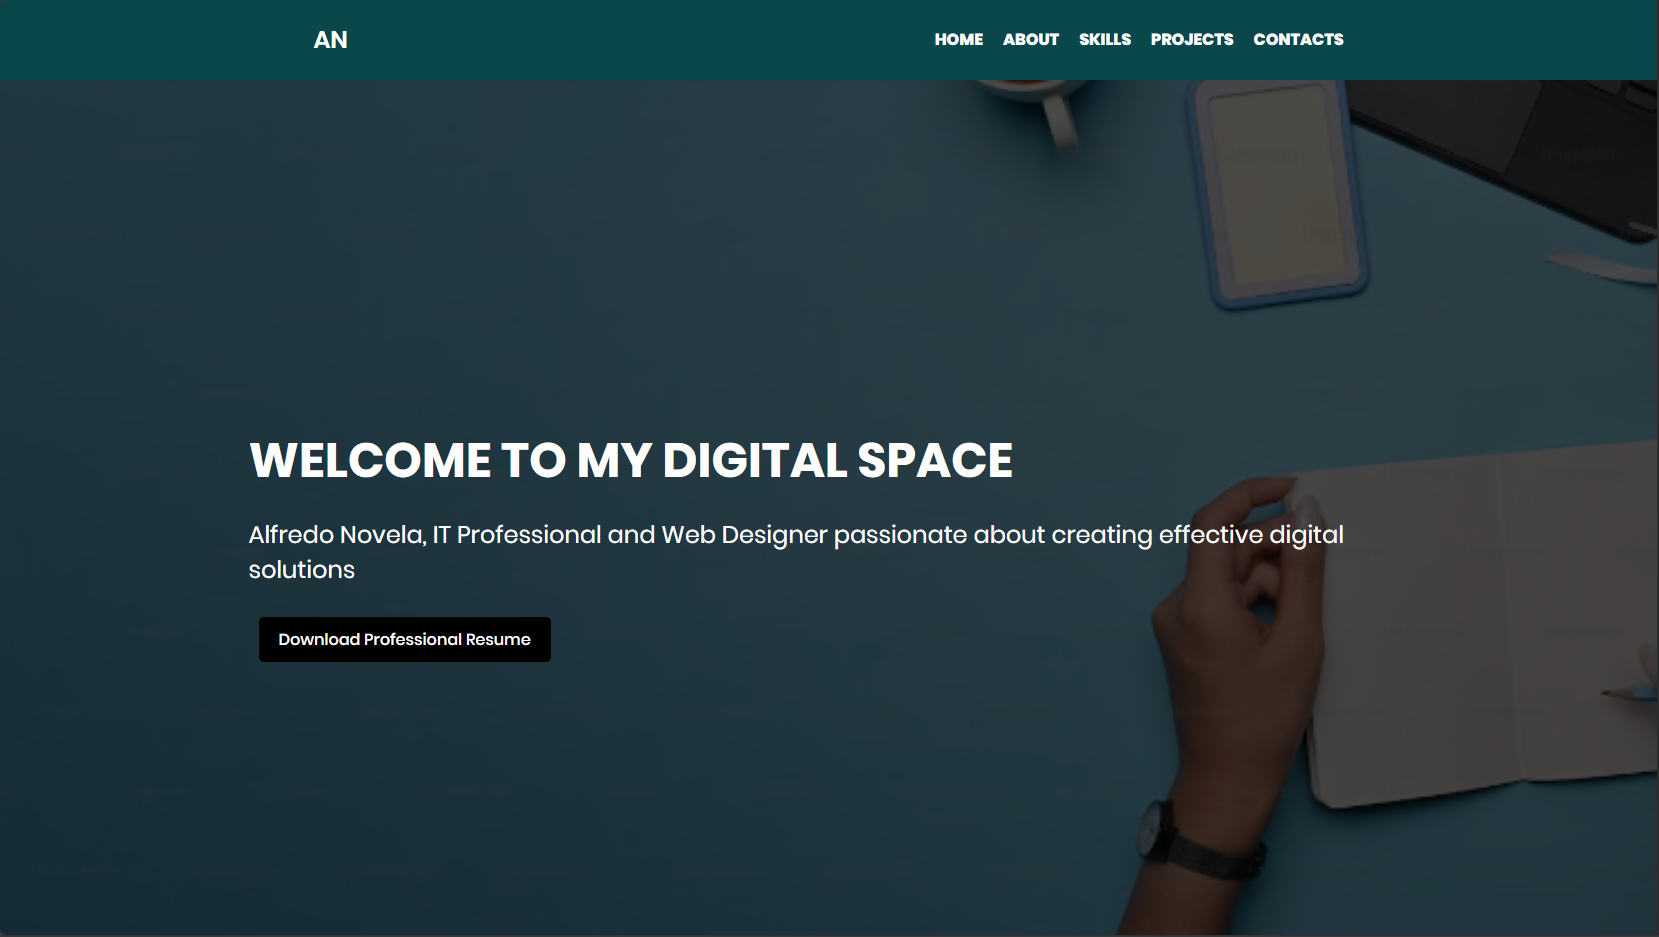 AN
HOME ABOUT SKILLS PROJECTS CONTACTS
WELCOME TO MY DIGITAL SPACE
Alfredo Novela, IT Professional and Web Designer passionate about creating effective digital
solutions
Download Professional Resume